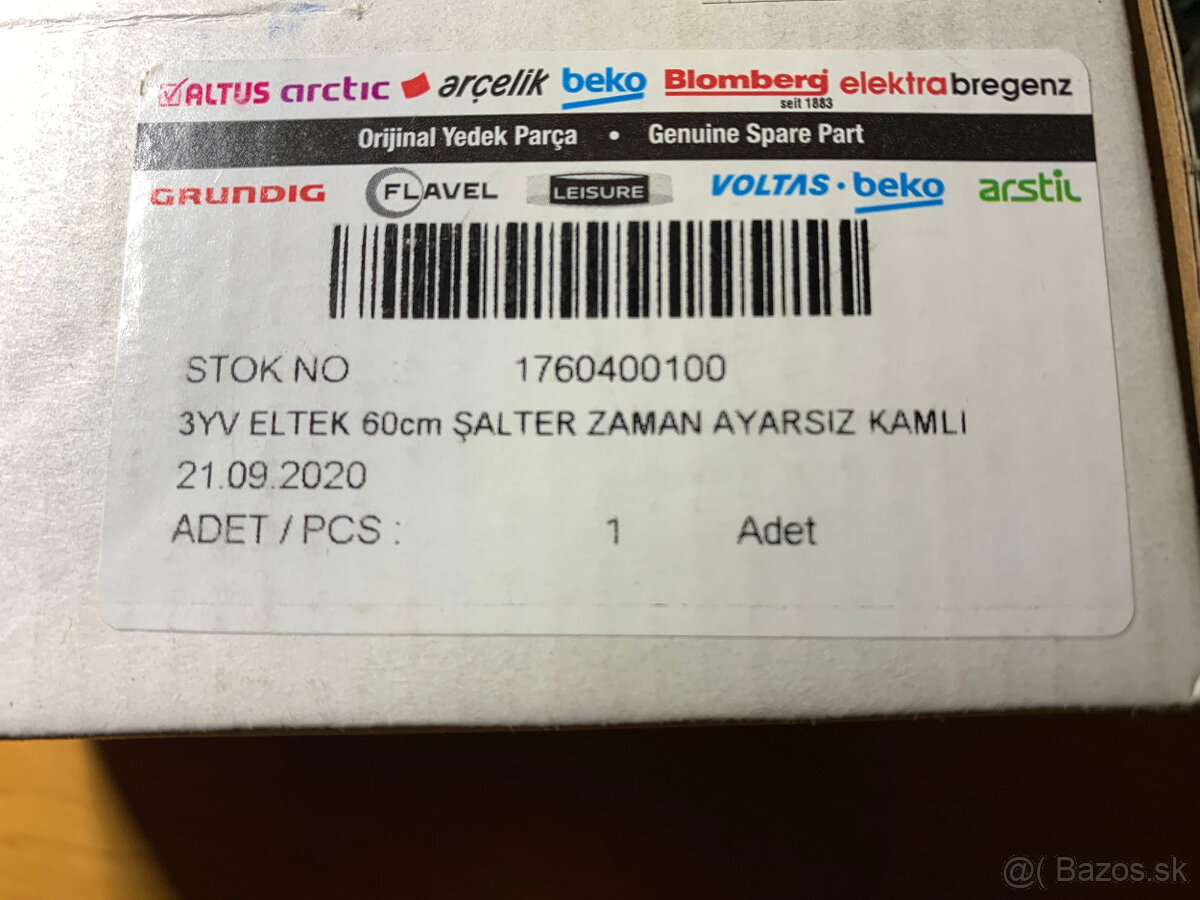 ALTUS arctic arçelik beko Blomberg elektrabregenz
seit 1883
Orijinal Yedek Parça • Genuine Spare Part
GRUNDIG FLAVEL LEISURE VOLTAS • beko arstil
STOK NO 1760400100
3YV ELTEK 60cm ŞALTER ZAMAN AYARSIZ KAMLI
21.09.2020
ADET / PCS : 1 Adet
@( Bazos.sk